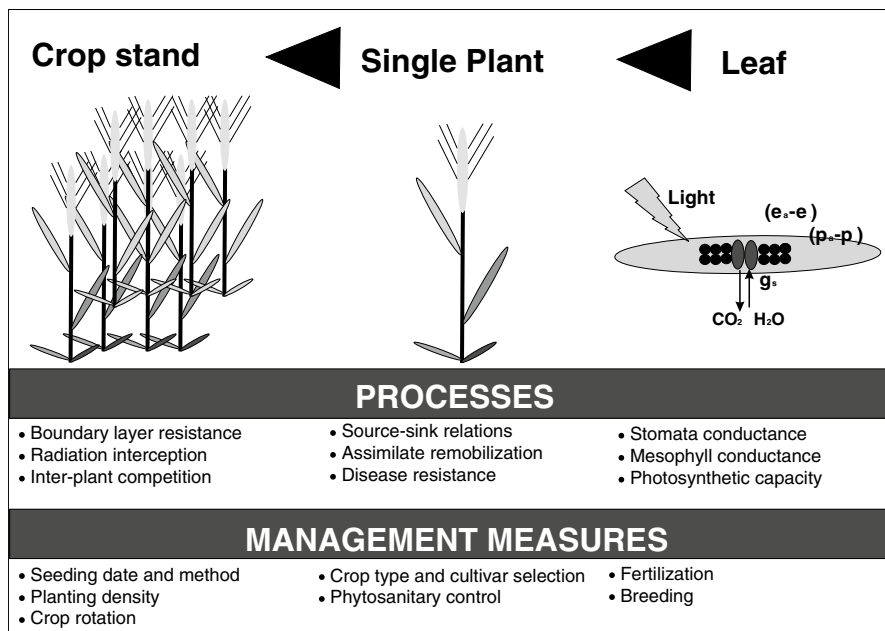 Crop stand
Single Plant
Leaf
Light
(eₐ-e)
(pₐ-p)
gₛ
CO₂
H₂O
PROCESSES
• Boundary layer resistance
• Radiation interception
• Inter-plant competition
• Source-sink relations
• Assimilate remobilization
• Disease resistance
• Stomata conductance
• Mesophyll conductance
• Photosynthetic capacity
MANAGEMENT MEASURES
• Seeding date and method
• Planting density
• Crop rotation
• Crop type and cultivar selection
• Phytosanitary control
• Fertilization
• Breeding